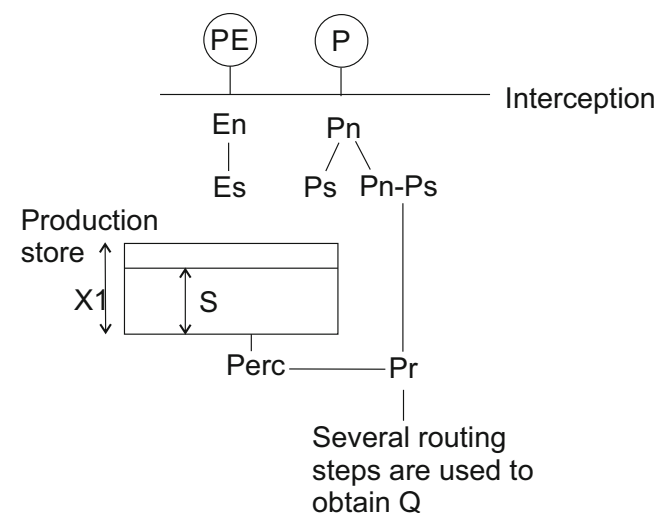 PE
P
Interception
En
Pn
Es
Ps
Pn-Ps
Production
store
X1
S
Perc
Pr
Several routing
steps are used to
obtain Q